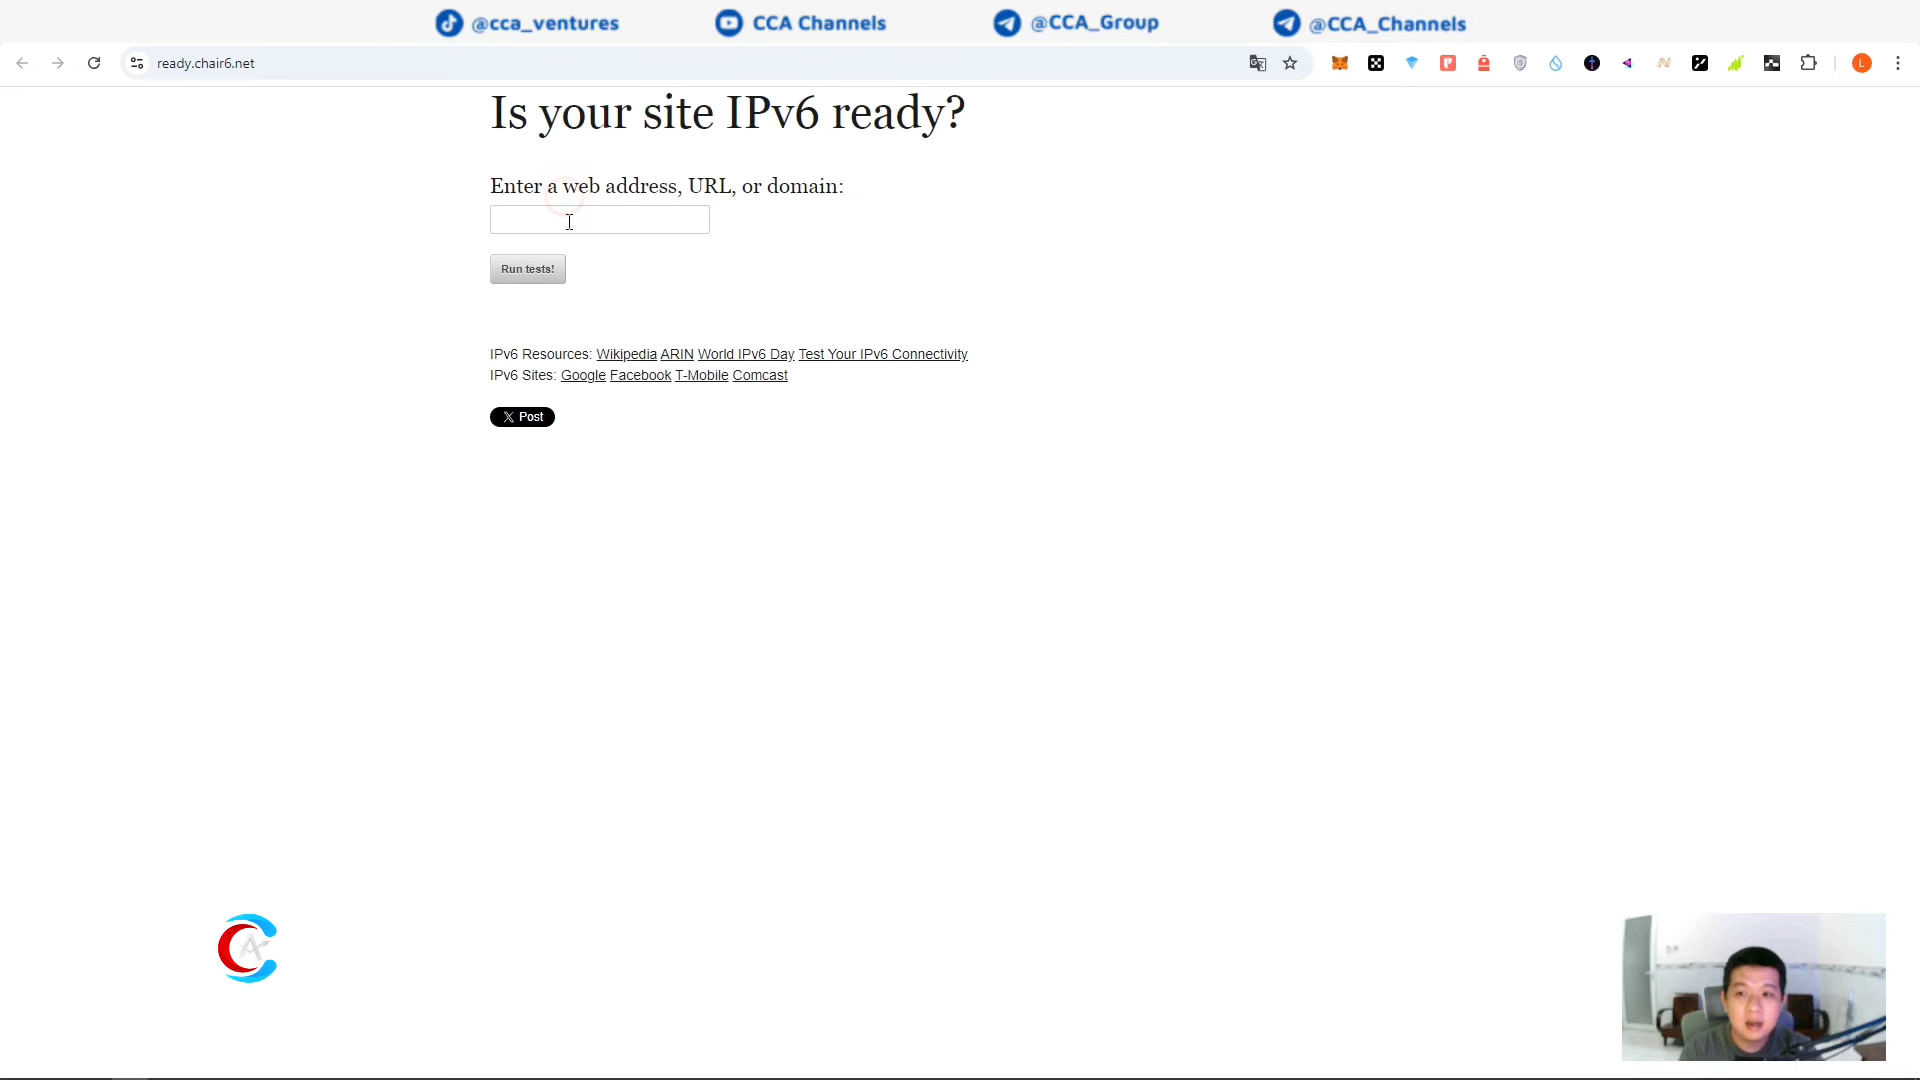 @cca_ventures CCA Channels @CCA_Group @CCA_Channels
ready.chair6.net
Is your site IPv6 ready?
Enter a web address, URL, or domain:
Run tests!
IPv6 Resources: Wikipedia ARIN World IPv6 Day Test Your IPv6 Connectivity
IPv6 Sites: Google Facebook T-Mobile Comcast
X Post